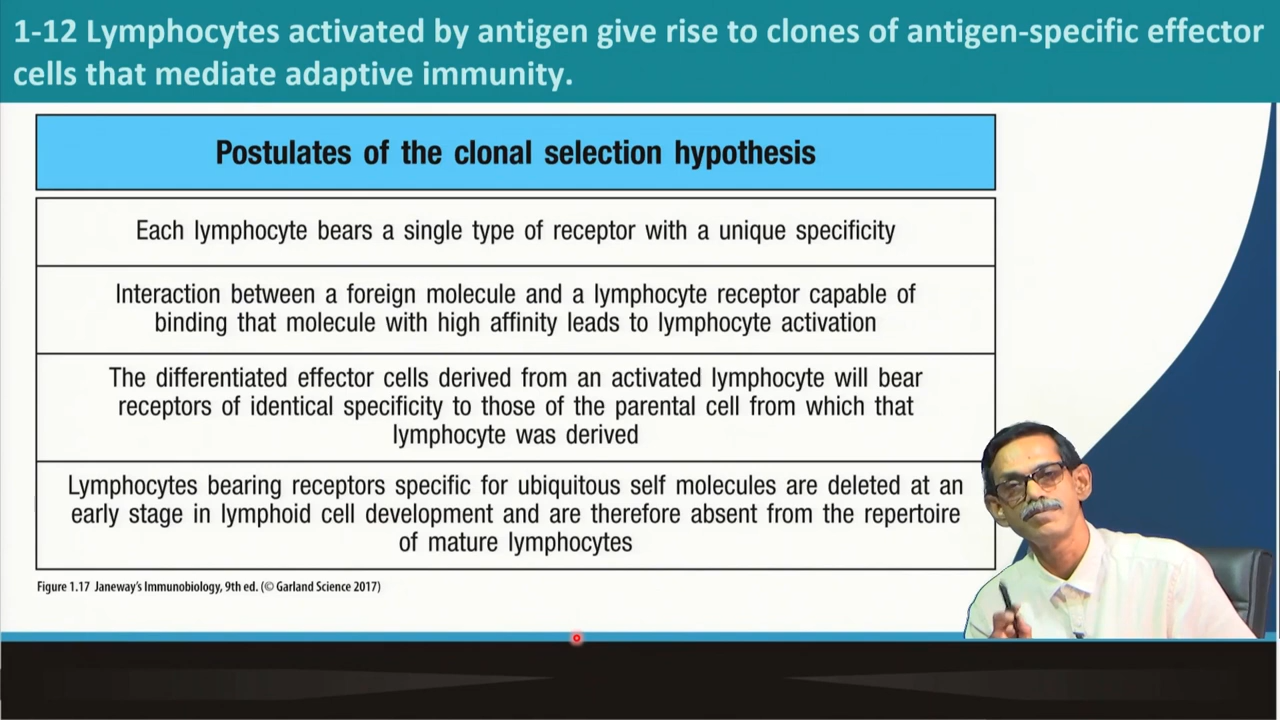 1-12 Lymphocytes activated by antigen give rise to clones of antigen-specific effector
cells that mediate adaptive immunity.
Postulates of the clonal selection hypothesis
Each lymphocyte bears a single type of receptor with a unique specificity
Interaction between a foreign molecule and a lymphocyte receptor capable of
binding that molecule with high affinity leads to lymphocyte activation
The differentiated effector cells derived from an activated lymphocyte will bear
receptors of identical specificity to those of the parental cell from which that
lymphocyte was derived
Lymphocytes bearing receptors specific for ubiquitous self molecules are deleted at an
early stage in lymphoid cell development and are therefore absent from the repertoire
of mature lymphocytes
Figure 1.17 Janeway's Immunobiology, 9th ed. (© Garland Science 2017)